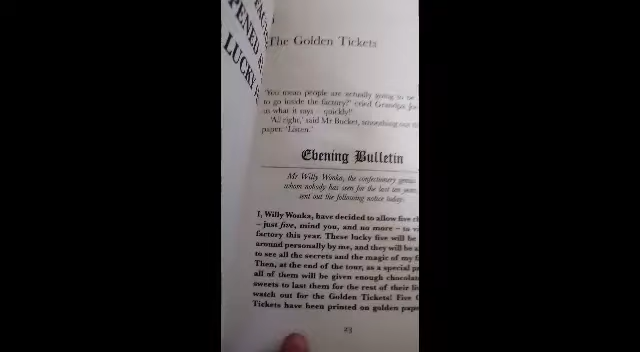 PENED
LUCKY
The Golden Tickets
'You mean people are actually going to be
to go inside the factory?' cried Grandpa Joe
us what it says – quickly!'
'All right,' said Mr Bucket, smoothing out
paper. 'Listen.'
Evening Bulletin
Mr Willy Wonka, the confectionery genius
whom nobody has seen for the last ten years
sent out the following notice today:
I, Willy Wonka, have decided to allow five
– just five, mind you, and no more – to
factory this year. These lucky five will be
around personally by me, and they will be
to see all the secrets and the magic of my
Then, at the end of the tour, as a special
all of them will be given enough chocolate
sweets to last them for the rest of their
watch out for the Golden Tickets! Five
Tickets have been printed on golden